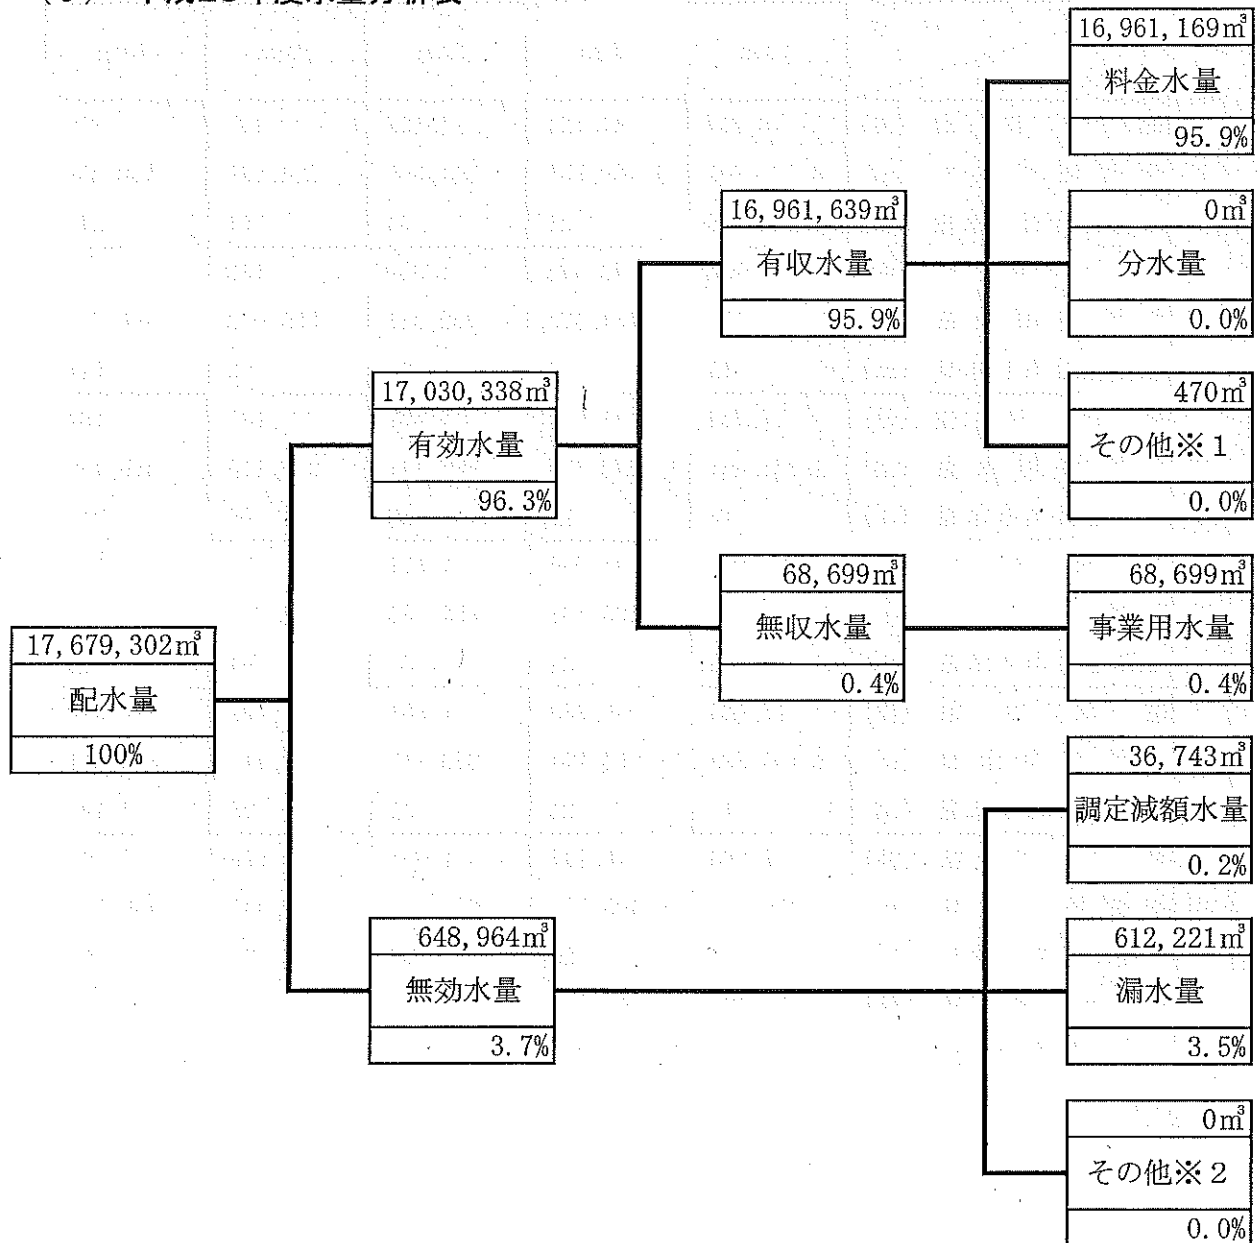 16,961,169㎥
料金水量
95.9%
16,961,639㎥
有収水量
95.9%
0㎥
分水量
0.0%
17,030,338㎥
有効水量
96.3%
470㎥
その他※1
0.0%
68,699㎥
無収水量
0.4%
68,699㎥
事業用水量
0.4%
17,679,302㎥
配水量
100%
36,743㎥
調定減額水量
0.2%
648,964㎥
無効水量
3.7%
612,221㎥
漏水量
3.5%
0㎥
その他※2
0.0%